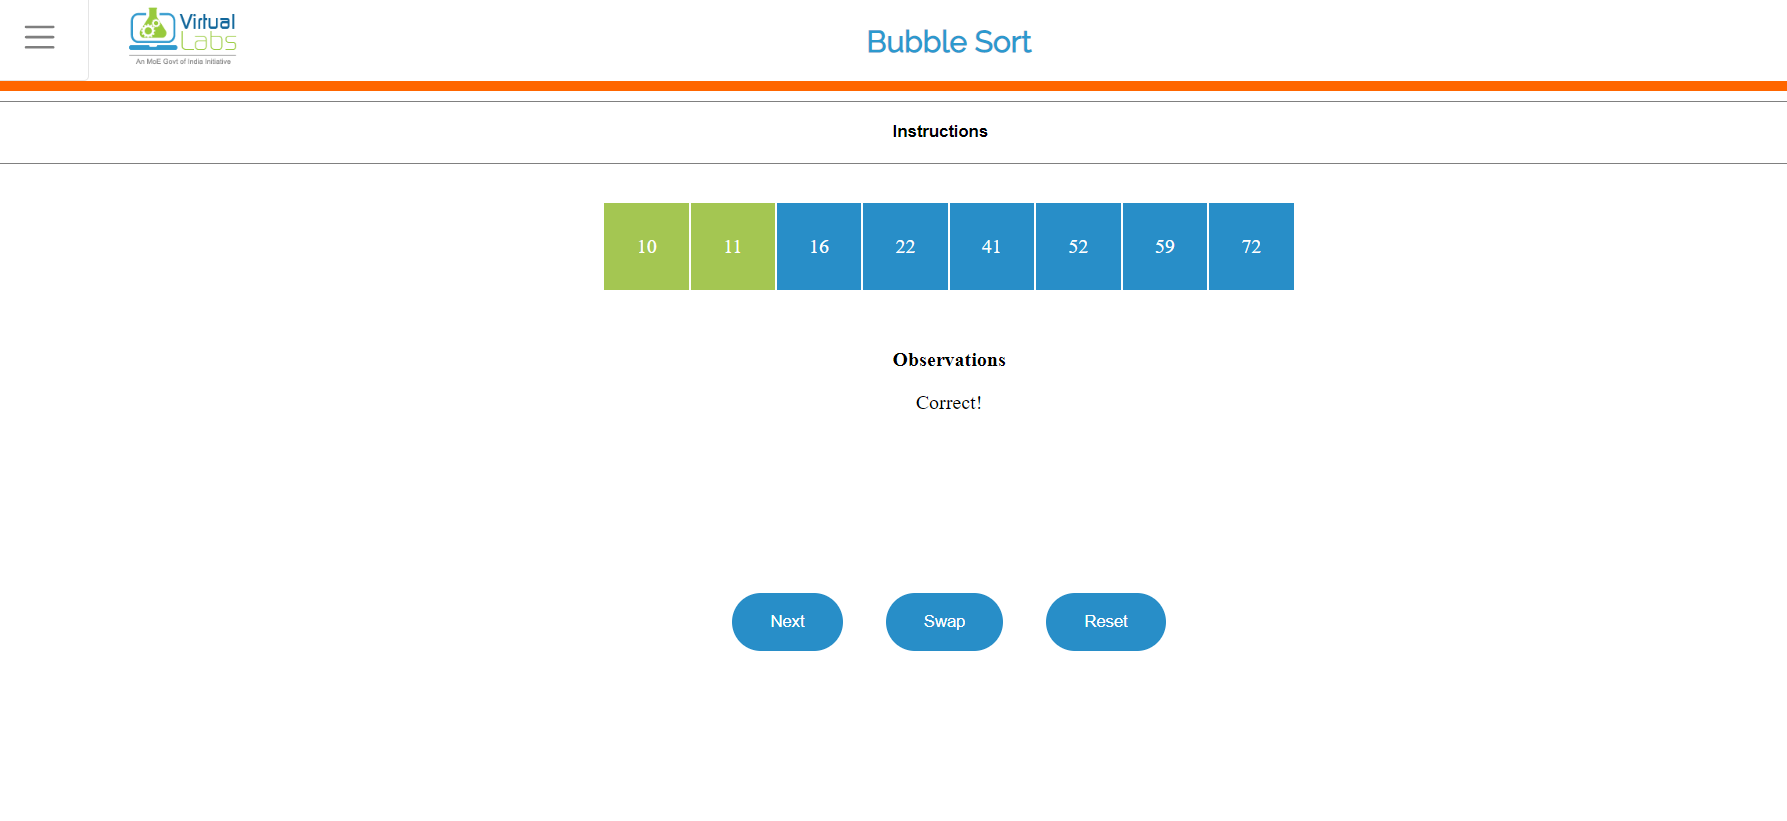 Virtual
Labs
An MoE Govt of India Initiative
Bubble Sort
Instructions
10 11 16 22 41 52 59 72
Observations
Correct!
Next Swap Reset